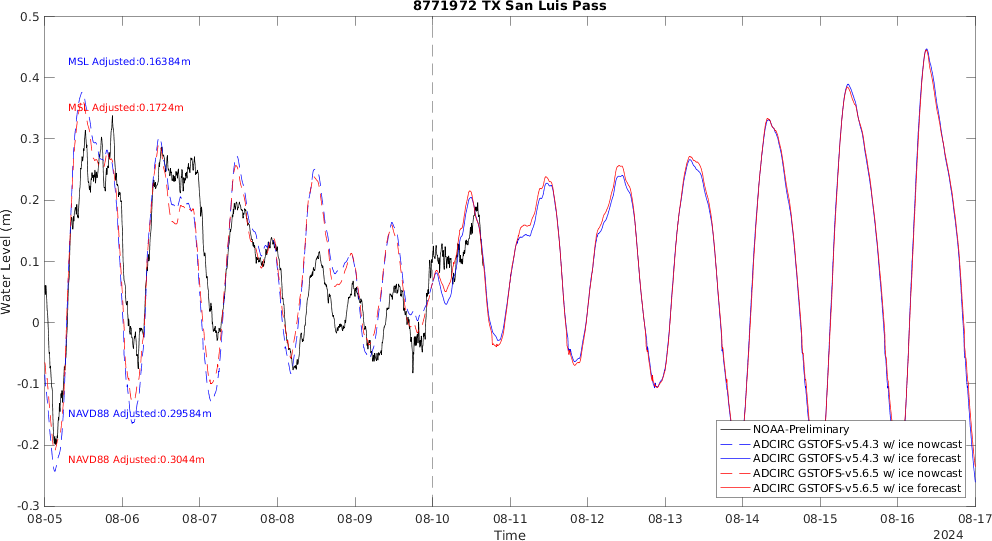 8771972 TX San Luis Pass
0.5
0.4
0.3
0.2
0.1
0
-0.1
-0.2
-0.3
Water Level (m)
MSL Adjusted:0.16384m
MSL Adjusted:0.1724m
NAVD88 Adjusted:0.29584m
NAVD88 Adjusted:0.3044m
NOAA-Preliminary
ADCIRC GSTOFS-v5.4.3 w/ ice nowcast
ADCIRC GSTOFS-v5.4.3 w/ ice forecast
ADCIRC GSTOFS-v5.6.5 w/ ice nowcast
ADCIRC GSTOFS-v5.6.5 w/ ice forecast
08-05 08-06 08-07 08-08 08-09 08-10 08-11 08-12 08-13 08-14 08-15 08-16 08-17
Time
2024